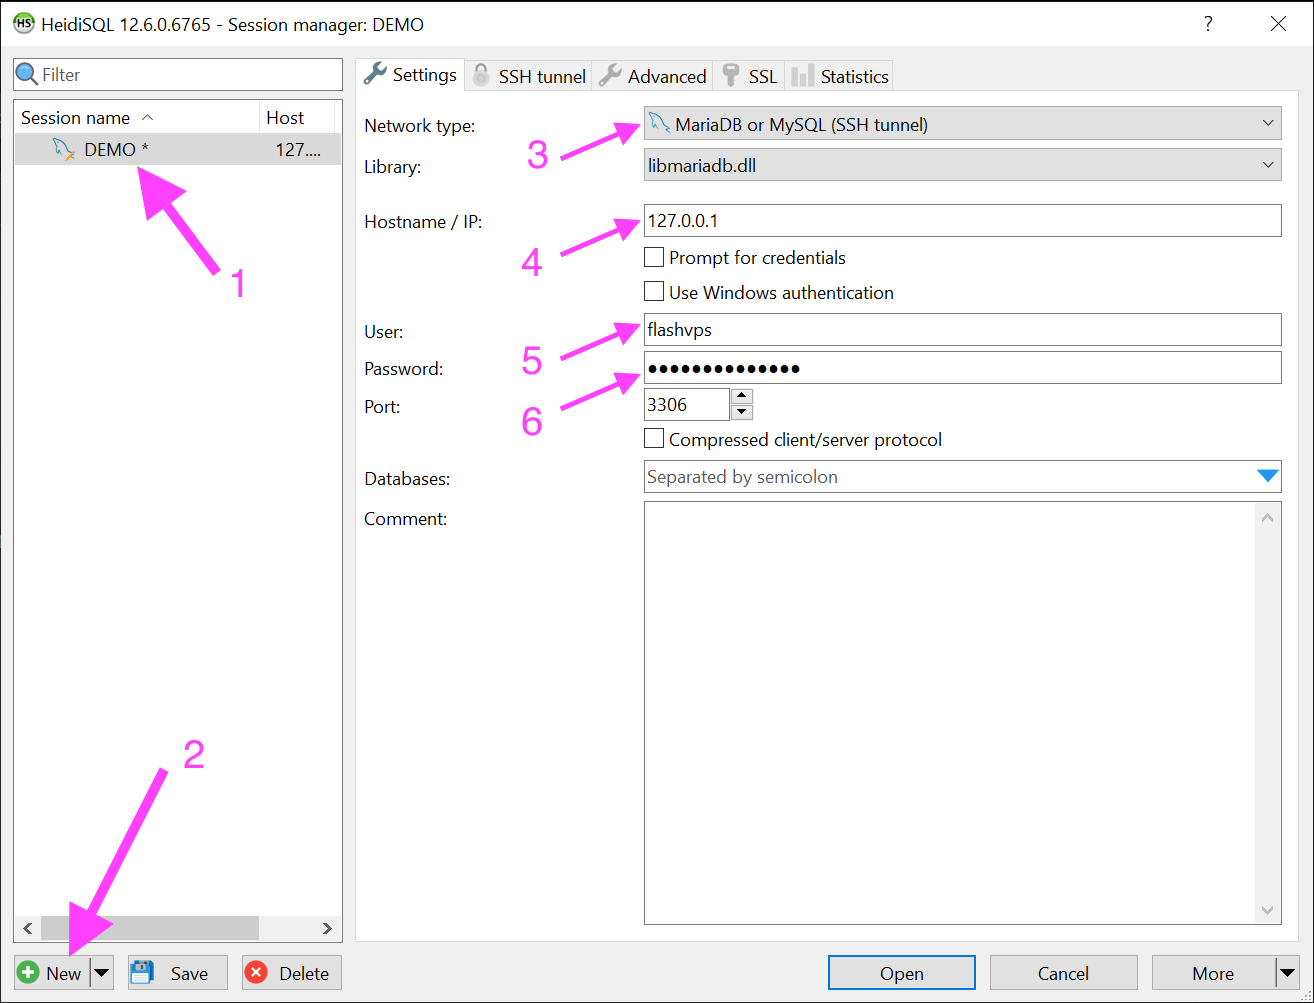 HS HeidiSQL 12.6.0.6765 - Session manager: DEMO ?
Filter
Session name Host
DEMO * 127....
1
2
New Save Delete
Settings SSH tunnel Advanced SSL Statistics
Network type: 3 MariaDB or MySQL (SSH tunnel)
Library: libmariadb.dll
Hostname / IP: 4 127.0.0.1
Prompt for credentials
Use Windows authentication
User: 5 flashvps
Password: 6 ●●●●●●●●●●●●●●
Port: 3306
Compressed client/server protocol
Databases: Separated by semicolon
Comment:
Open Cancel More